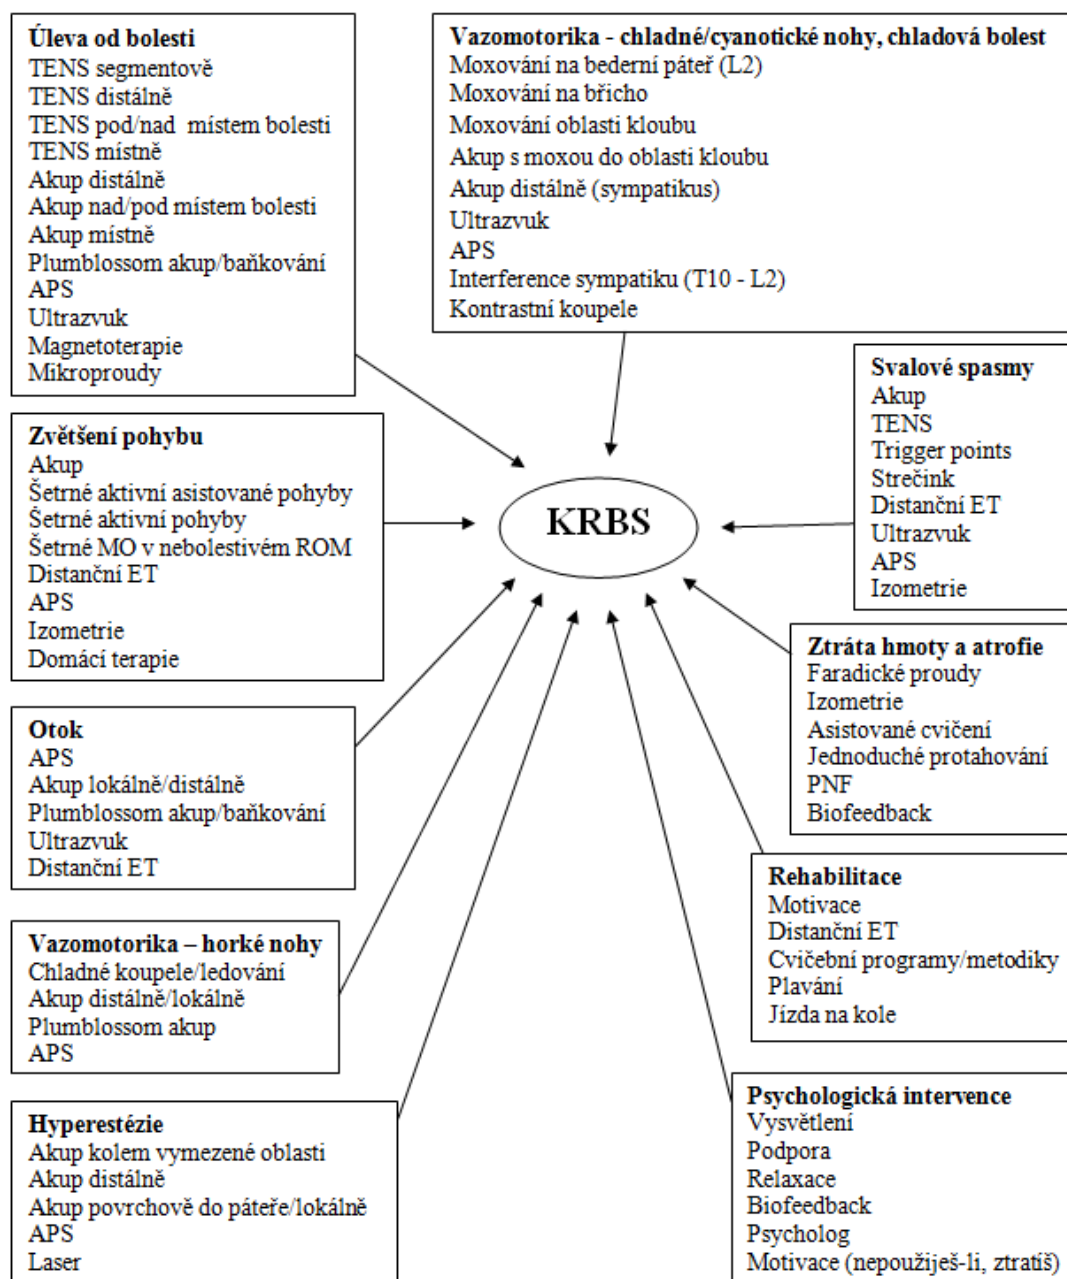 Úleva od bolesti
TENS segmentově
TENS distálně
TENS pod/nad místem bolesti
TENS místně
Akup distálně
Akup nad/pod místem bolesti
Akup místně
Plumblossom akup/baňkování
APS
Ultrazvuk
Magnetoterapie
Mikroproudy
Vazomotorika - chladné/cyanotické nohy, chladová bolest
Moxování na bederní páteř (L2)
Moxování na břicho
Moxování oblasti kloubu
Akup s moxou do oblasti kloubu
Akup distálně (sympatikus)
Ultrazvuk
APS
Interference sympatiku (T10 - L2)
Kontrastní koupele
Svalové spasmy
Akup
TENS
Trigger points
Strečink
Distanční ET
Ultrazvuk
APS
Izometrie
Zvětšení pohybu
Akup
Šetrné aktivní asistované pohyby
Šetrné aktivní pohyby
Šetrné MO v nebolestivém ROM
Distanční ET
APS
Izometrie
Domácí terapie
KRBS
Ztráta hmoty a atrofie
Faradické proudy
Izometrie
Asistované cvičení
Jednoduché protahování
PNF
Biofeedback
Otok
APS
Akup lokálně/distálně
Plumblossom akup/baňkování
Ultrazvuk
Distanční ET
Rehabilitace
Motivace
Distanční ET
Cvičební programy/metodiky
Plavání
Jízda na kole
Vazomotorika – horké nohy
Chladné koupele/ledování
Akup distálně/lokálně
Plumblossom akup
APS
Psychologická intervence
Vysvětlení
Podpora
Relaxace
Biofeedback
Psycholog
Motivace (nepoužiješ-li, ztratíš)
Hyperestézie
Akup kolem vymezené oblasti
Akup distálně
Akup povrchově do páteře/lokálně
APS
Laser